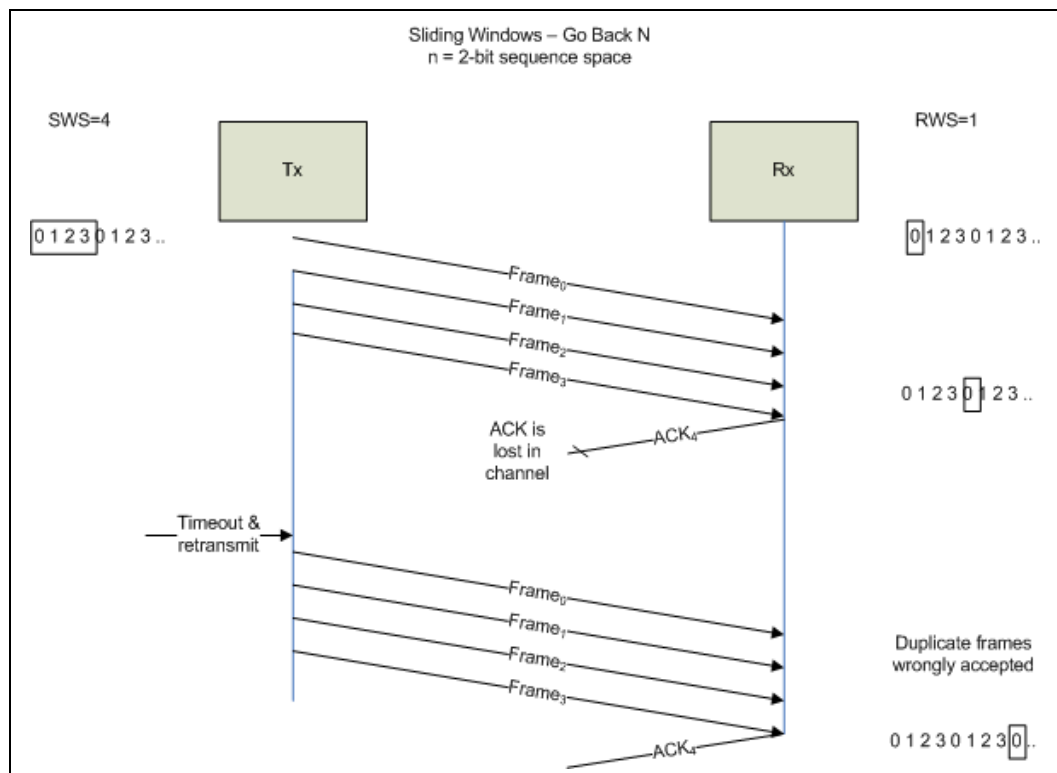 Sliding Windows – Go Back N
n = 2-bit sequence space
SWS=4
RWS=1
Tx
Rx
0 1 2 3 0 1 2 3 ..
0 1 2 3 0 1 2 3 ..
Frame₀
Frame₁
Frame₂
Frame₃
0 1 2 3 0 1 2 3 ..
ACK is
lost in
channel
ACK₄
Timeout &
retransmit
Frame₀
Frame₁
Frame₂
Frame₃
Duplicate frames
wrongly accepted
ACK₄
0 1 2 3 0 1 2 3 0 ..